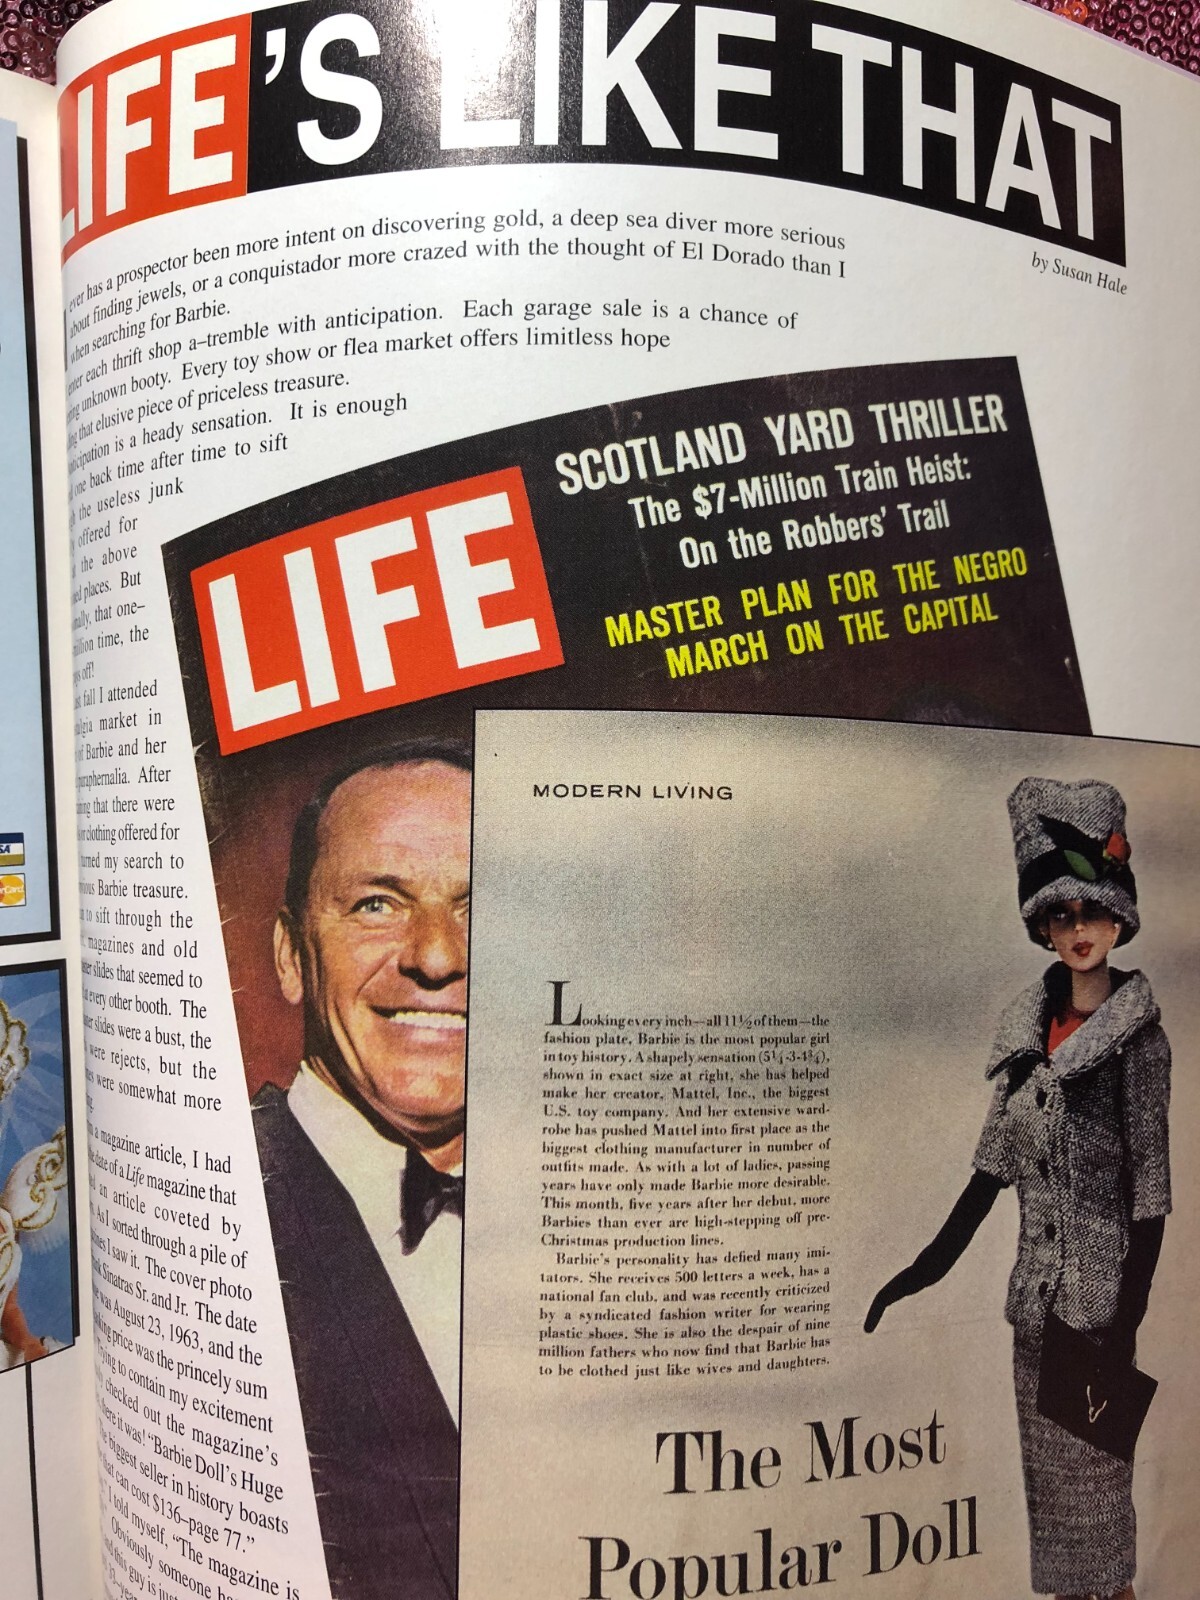 LIFE'S LIKE THAT
by Susan Hale
ever has a prospector been more intent on discovering gold, a deep sea diver more serious
about finding jewels, or a conquistador more crazed with the thought of El Dorado than I
when searching for Barbie.
enter each thrift shop a–tremble with anticipation. Each garage sale is a chance of
unknown booty. Every toy show or flea market offers limitless hope
that elusive piece of priceless treasure.
is a heady sensation. It is enough
one back time after time to sift
the useless junk
offered for
the above
places. But
that one–
time, the
off!
fall I attended
market in
of Barbie and her
paraphernalia. After
that there were
clothing offered for
turned my search to
Barbie treasure.
to sift through the
magazines and old
slides that seemed to
every other booth. The
slides were a bust, the
were rejects, but the
were somewhat more
a magazine article, I had
date of a Life magazine that
an article coveted by
As I sorted through a pile of
I saw it. The cover photo
Sinatras Sr. and Jr. The date
was August 23, 1963, and the
price was the princely sum
Trying to contain my excitement
checked out the magazine's
there it was! "Barbie Doll's Huge
biggest seller in history boasts
that can cost $136–page 77."
I told myself, "The magazine is
Obviously someone
this guy is
LIFE
SCOTLAND YARD THRILLER
The $7-Million Train Heist:
On the Robbers' Trail
MASTER PLAN FOR THE NEGRO
MARCH ON THE CAPITAL
MODERN LIVING
Looking every inch—all 11½ of them—the
fashion plate, Barbie is the most popular girl
in toy history. A shapely sensation (5¼-3-4¾),
shown in exact size at right, she has helped
make her creator, Mattel, Inc., the biggest
U.S. toy company. And her extensive ward-
robe has pushed Mattel into first place as the
biggest clothing manufacturer in number of
outfits made. As with a lot of ladies, passing
years have only made Barbie more desirable.
This month, five years after her debut, more
Barbies than ever are high-stepping off pre-
Christmas production lines.
Barbie's personality has defied many imi-
tators. She receives 500 letters a week, has a
national fan club, and was recently criticized
by a syndicated fashion writer for wearing
plastic shoes. She is also the despair of nine
million fathers who now find that Barbie has
to be clothed just like wives and daughters.
The Most
Popular Doll